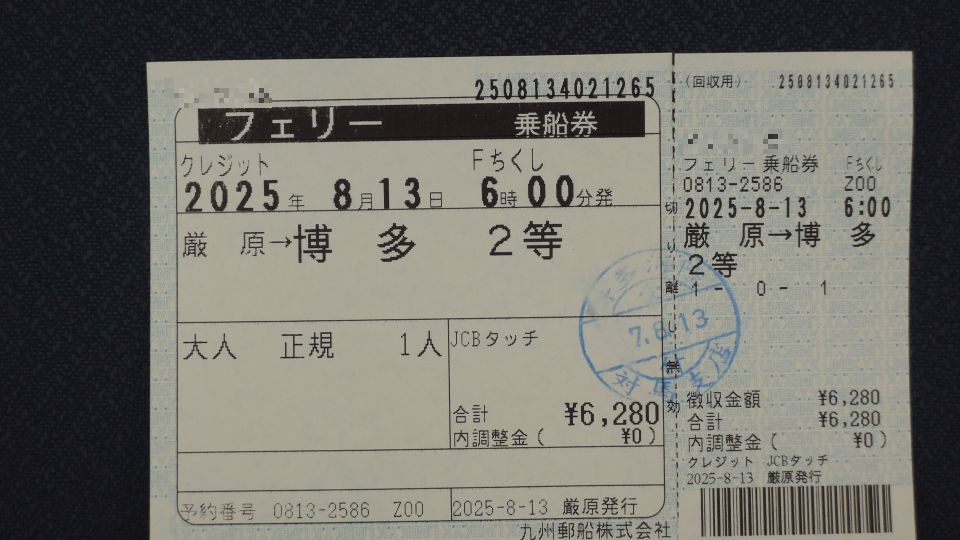 2508134021265
フェリー 乗船券
クレジット Fちくし
2025年 8月13日 6時00分発
厳 原→博 多 2等
大人 正規 1人
JCBタッチ
合計 ¥6,280
内調整金( ¥0)
予約番号 0813-2586 Z00
2025-8-13 厳原発行
九州郵船株式会社
切り離し無効
7.8.13
対馬支店
(回収用) 2508134021265
フェリー 乗船券 Fちくし
0813-2586 Z00
2025-8-13 6:00
厳 原→博 多
2等
1 - 0 - 1
徴収金額 ¥6,280
合計 ¥6,280
内調整金( ¥0)
クレジット JCBタッチ
2025-8-13 厳原発行